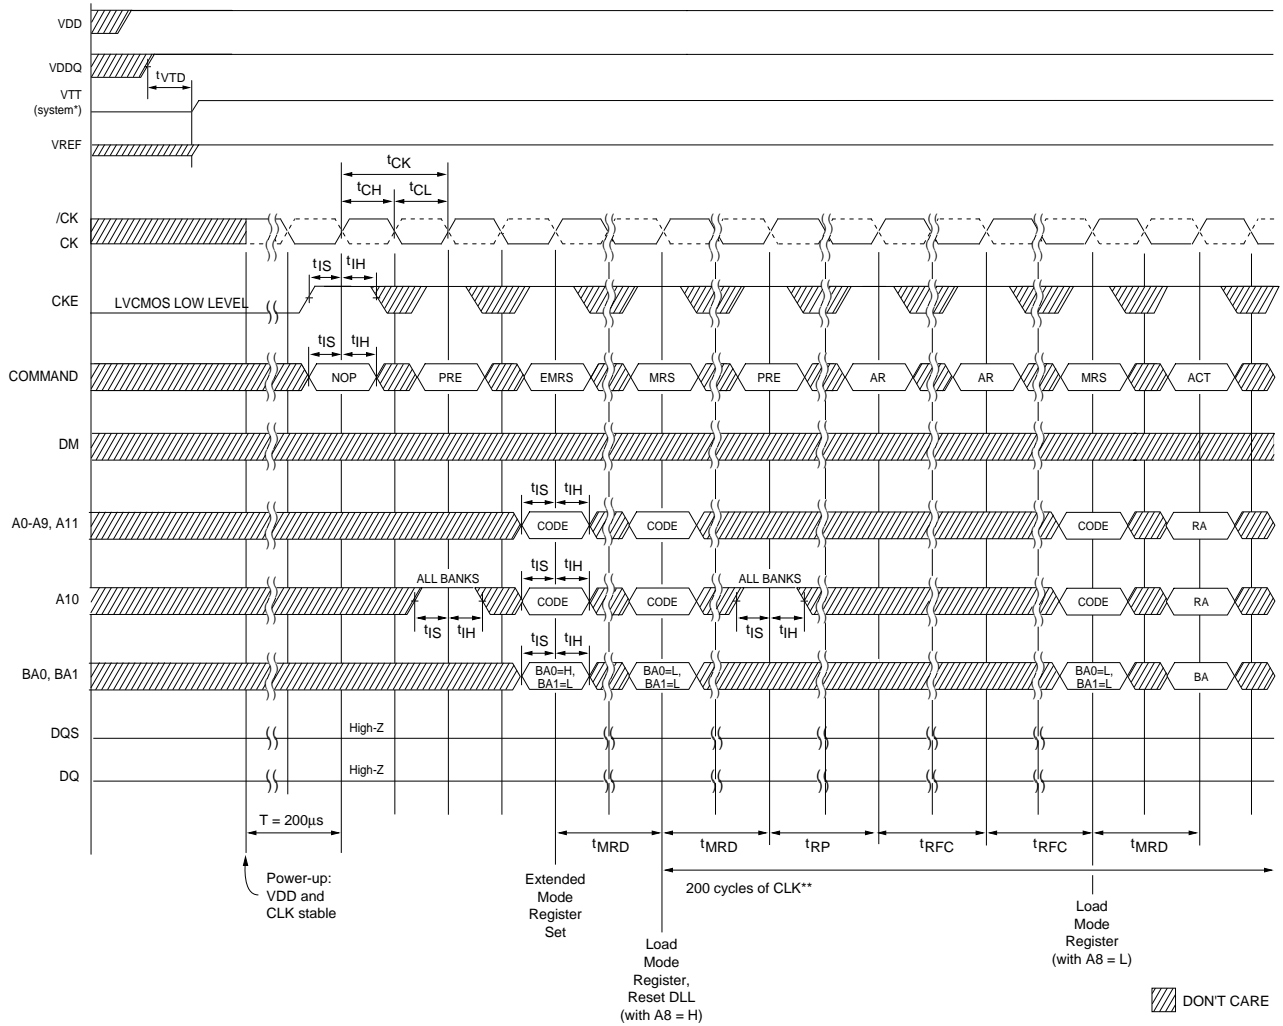 VDD
VDDQ
tVTD
VTT
(system*)
VREF
tCK
tCH
tCL
/CK
CK
tIS
tIH
CKE
LVCMOS LOW LEVEL
tIS
tIH
COMMAND
NOP
PRE
EMRS
MRS
PRE
AR
AR
MRS
ACT
DM
tIS
tIH
A0-A9, A11
CODE
CODE
CODE
RA
ALL BANKS
tIS
tIH
ALL BANKS
A10
CODE
CODE
CODE
RA
tIS
tIH
tIS
tIH
tIS
tIH
BA0, BA1
BA0=H,
BA1=L
BA0=L,
BA1=L
BA0=L,
BA1=L
BA
DQS
High-Z
DQ
High-Z
T = 200µs
tMRD
tMRD
tRP
tRFC
tRFC
tMRD
Power-up:
VDD and
CLK stable
Extended
Mode
Register
Set
200 cycles of CLK**
Load
Mode
Register,
Reset DLL
(with A8 = H)
Load
Mode
Register
(with A8 = L)
DON'T CARE